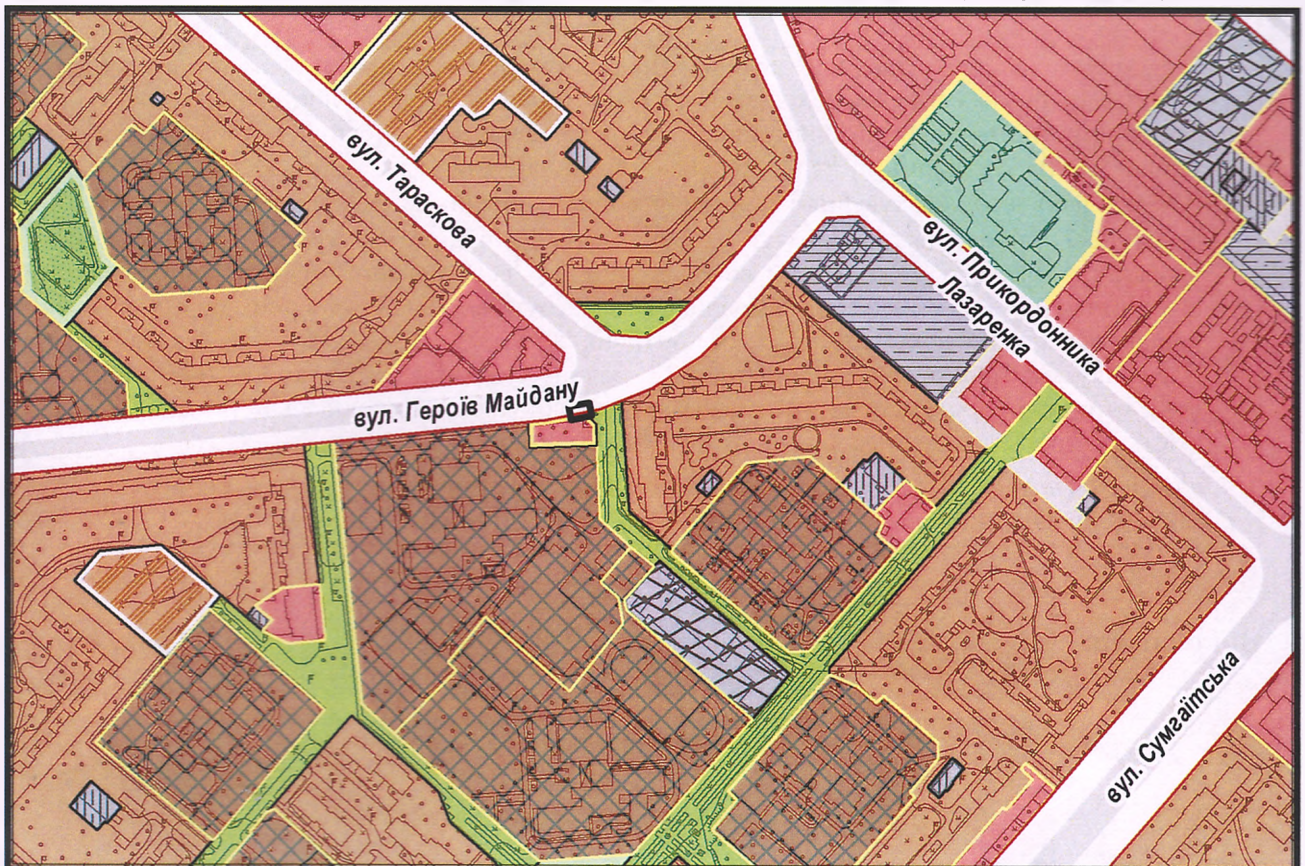 вул. Тараскова
вул. Прикордонника
Лазаренка
вул. Героїв Майдану
вул. Сумгаїтська